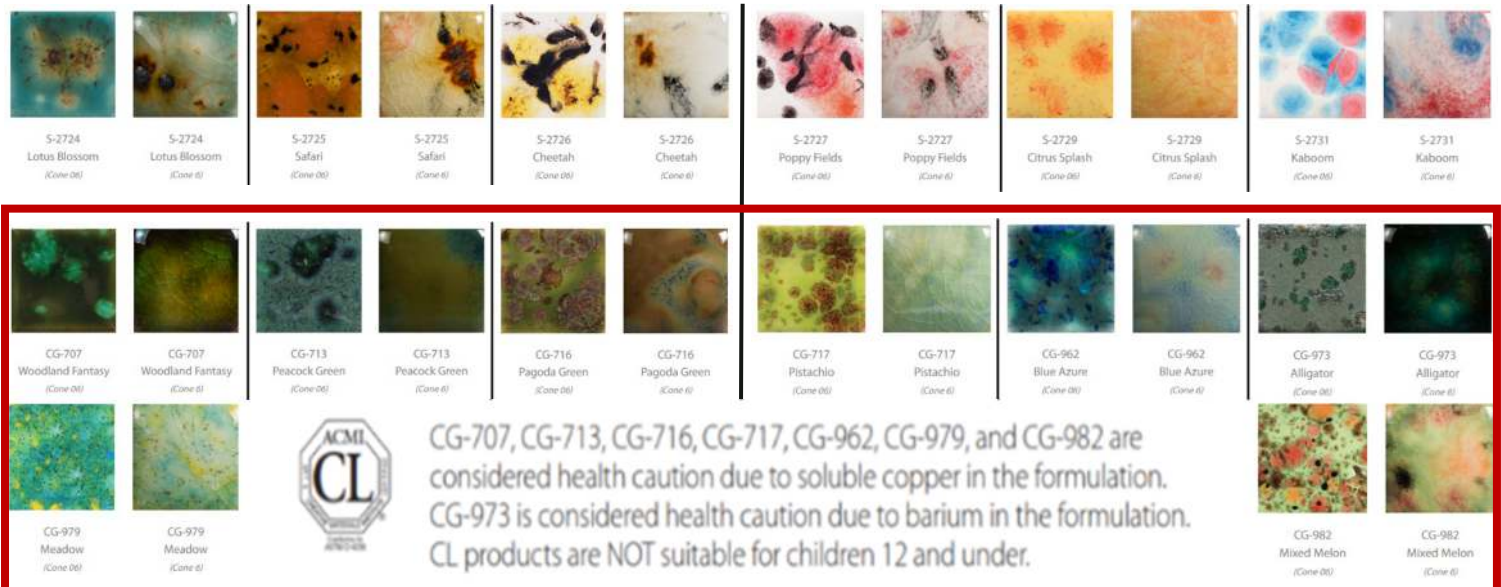 S-2724 S-2724 S-2725 S-2725 S-2726 S-2726 S-2727 S-2727 S-2729 S-2729 S-2731 S-2731
Lotus Blossom Lotus Blossom Safari Safari Cheetah Cheetah Poppy Fields Poppy Fields Citrus Splash Citrus Splash Kaboom Kaboom
(Cone 06) (Cone 6) (Cone 06) (Cone 6) (Cone 06) (Cone 6) (Cone 06) (Cone 6) (Cone 06) (Cone 6) (Cone 06) (Cone 6)
CG-707 CG-707 CG-713 CG-713 CG-716 CG-716 CG-717 CG-717 CG-962 CG-962 CG-973 CG-973
Woodland Fantasy Woodland Fantasy Peacock Green Peacock Green Pagoda Green Pagoda Green Pistachio Pistachio Blue Azure Blue Azure Alligator Alligator
(Cone 06) (Cone 6) (Cone 06) (Cone 6) (Cone 06) (Cone 6) (Cone 06) (Cone 6) (Cone 06) (Cone 6) (Cone 06) (Cone 6)
ACMI
CL
CG-707, CG-713, CG-716, CG-717, CG-962, CG-979, and CG-982 are
considered health caution due to soluble copper in the formulation.
CG-973 is considered health caution due to barium in the formulation.
CL products are NOT suitable for children 12 and under.
CG-979 CG-979 CG-982 CG-982
Meadow Meadow Mixed Melon Mixed Melon
(Cone 06) (Cone 6) (Cone 06) (Cone 6)